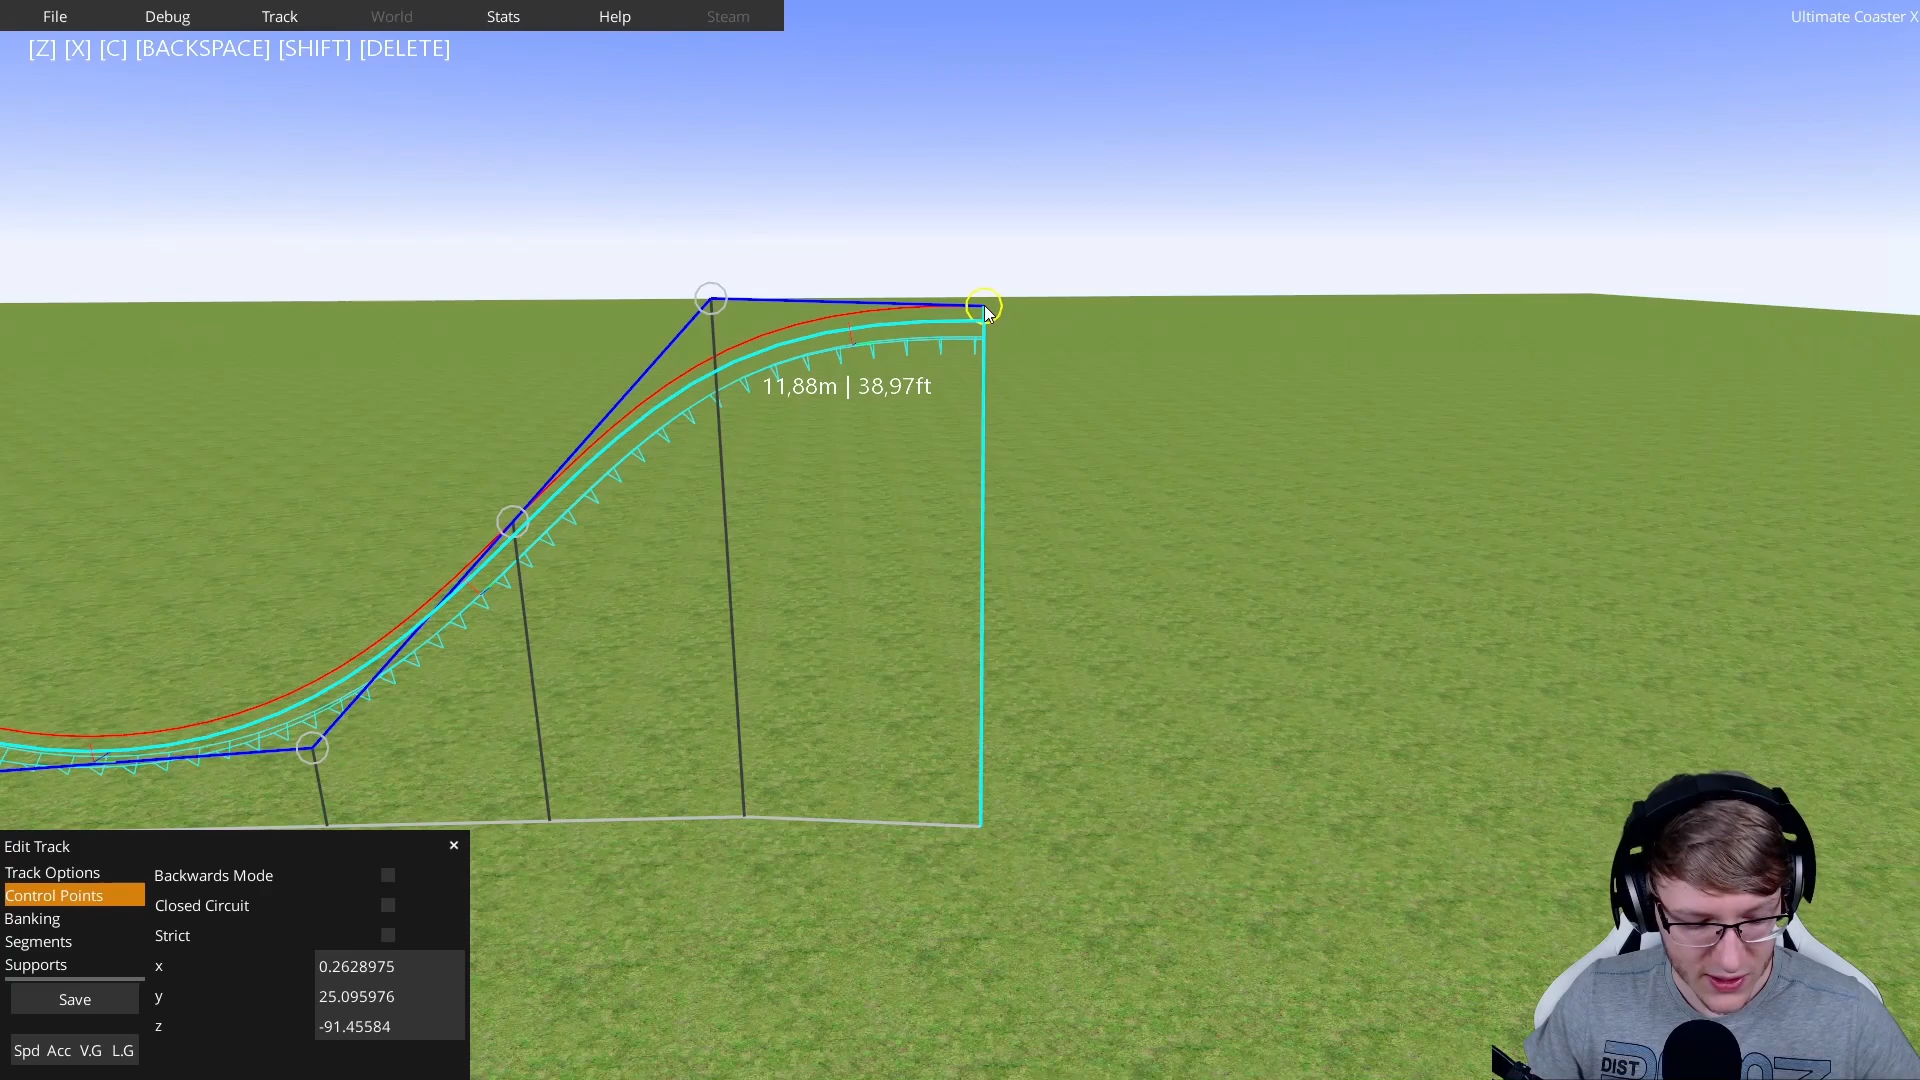 File Debug Track World Stats Help Steam
Ultimate Coaster X
[Z] [X] [C] [BACKSPACE] [SHIFT] [DELETE]
11,88m | 38,97ft
Edit Track ×
Track Options
Control Points
Banking
Segments
Supports
Save
Spd Acc V.G L.G
Backwards Mode
Closed Circuit
Strict
x 0.2628975
y 25.095976
z -91.45584
DIST